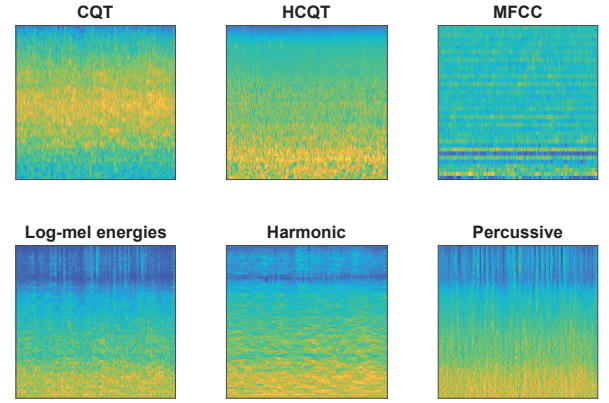 CQT
HCQT
MFCC
Log-mel energies
Harmonic
Percussive